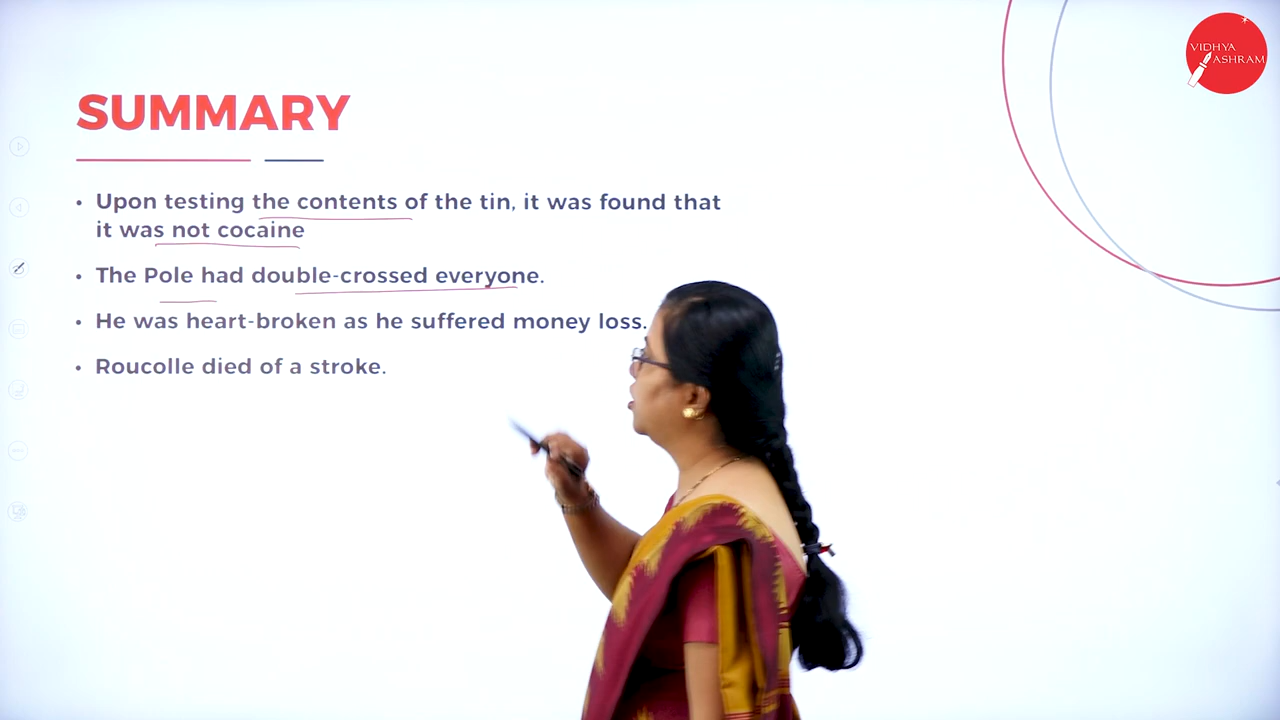 VIDHYA
ASHRAM
SUMMARY
• Upon testing the contents of the tin, it was found that
it was not cocaine
• The Pole had double-crossed everyone.
• He was heart-broken as he suffered money loss.
• Roucolle died of a stroke.